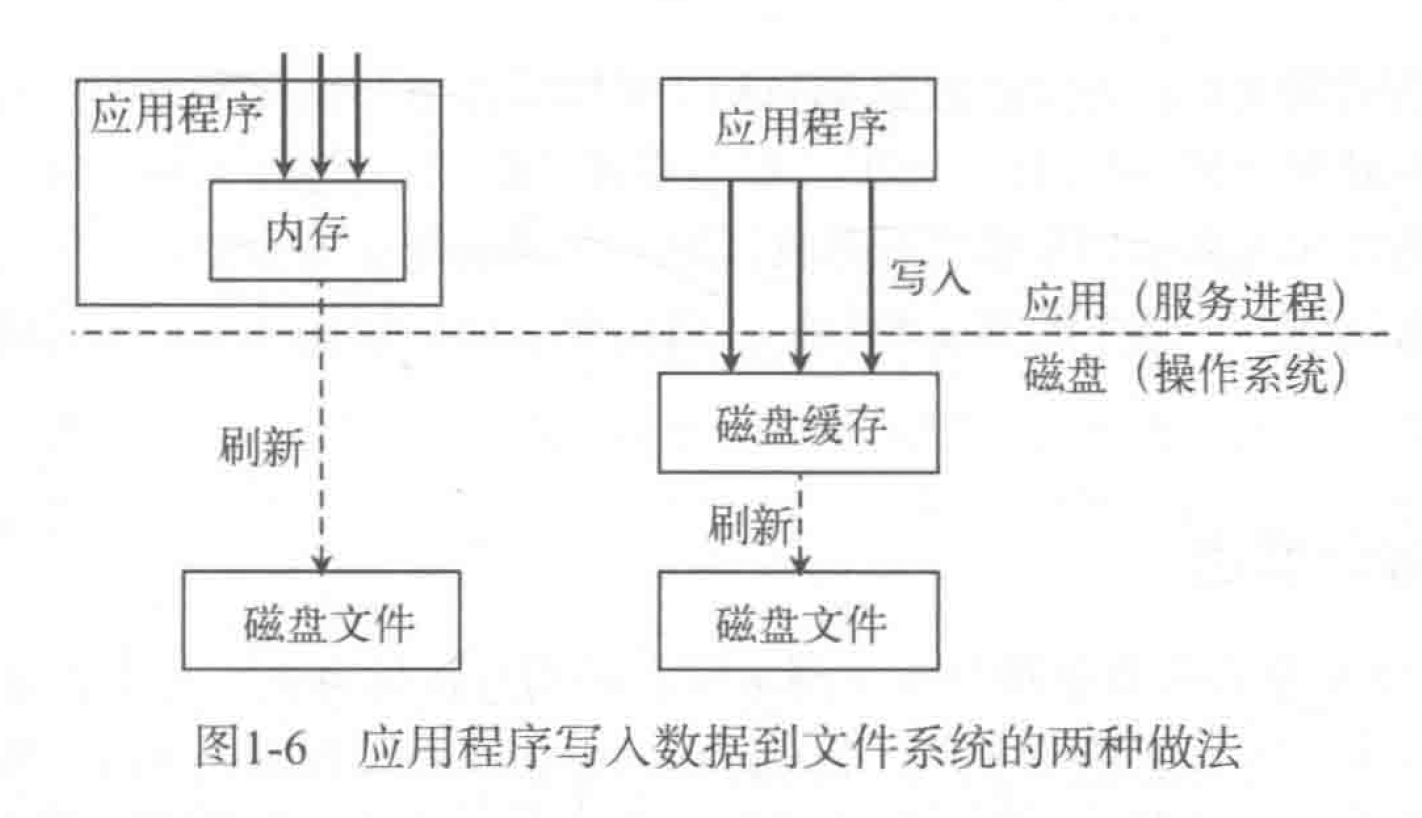 应用程序
内存
刷新
磁盘文件
应用程序
写入
应用（服务进程）
磁盘（操作系统）
磁盘缓存
刷新
磁盘文件
图1-6 应用程序写入数据到文件系统的两种做法